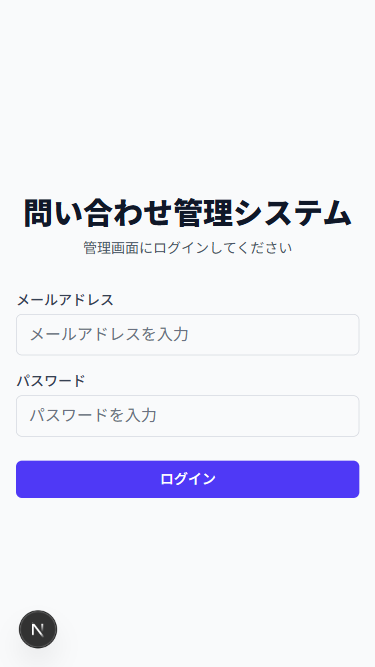 問い合わせ管理システム
管理画面にログインしてください
メールアドレス
メールアドレスを入力
パスワード
パスワードを入力
ログイン
N